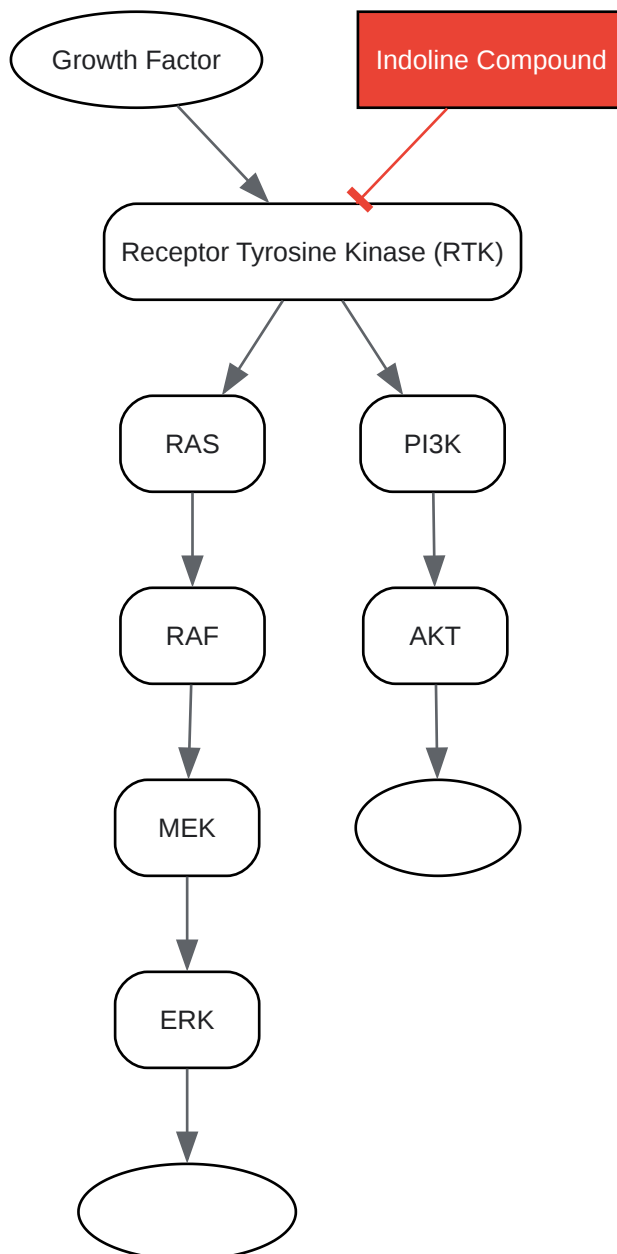 Growth Factor
Indoline Compound
Receptor Tyrosine Kinase (RTK)
RAS
PI3K
RAF
AKT
MEK
ERK